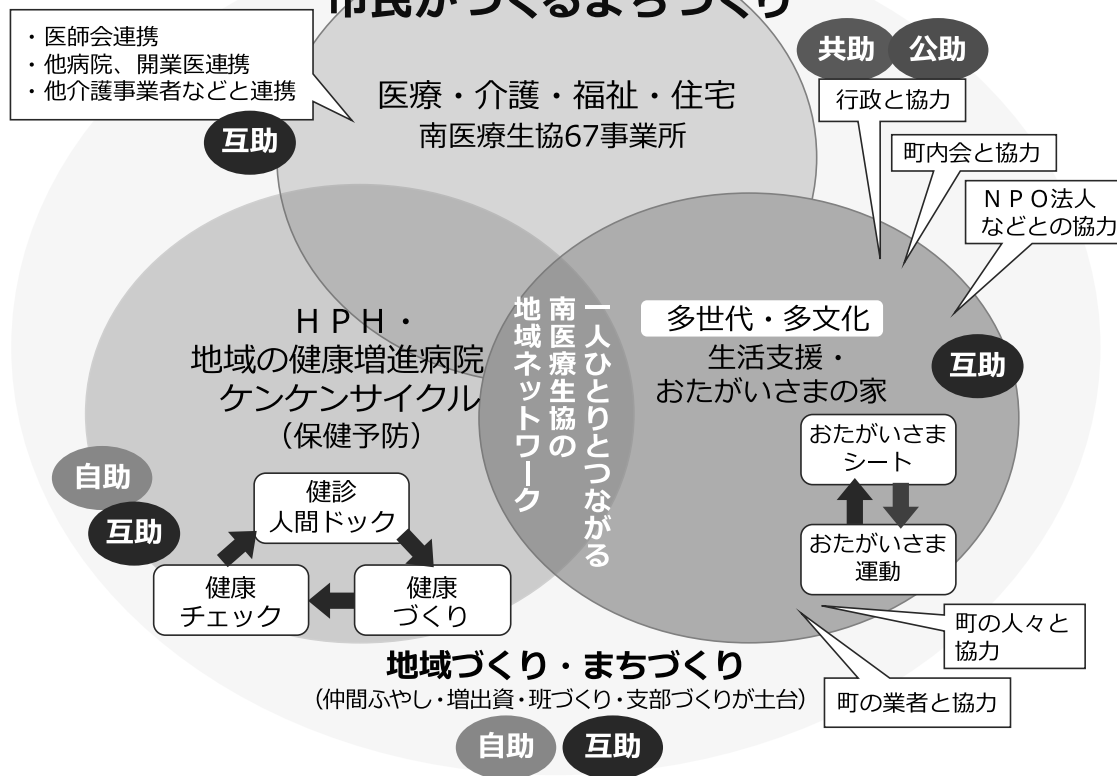 市民がつくるまちづくり
・医師会連携
・他病院、開業医連携
・他介護事業者などと連携
互助
医療・介護・福祉・住宅
南医療生協67事業所
共助
公助
行政と協力
町内会と協力
ＮＰＯ法人
などとの協力
ＨＰＨ・
地域の健康増進病院
ケンケンサイクル
（保健予防）
一人ひとりとつながる
南医療生協の
地域ネットワーク
多世代・多文化
生活支援・
おたがいさまの家
互助
おたがいさま
シート
おたがいさま
運動
自助
互助
健診
人間ドック
健康
チェック
健康
づくり
町の人々と
協力
町の業者と協力
地域づくり・まちづくり
（仲間ふやし・増出資・班づくり・支部づくりが土台）
自助
互助